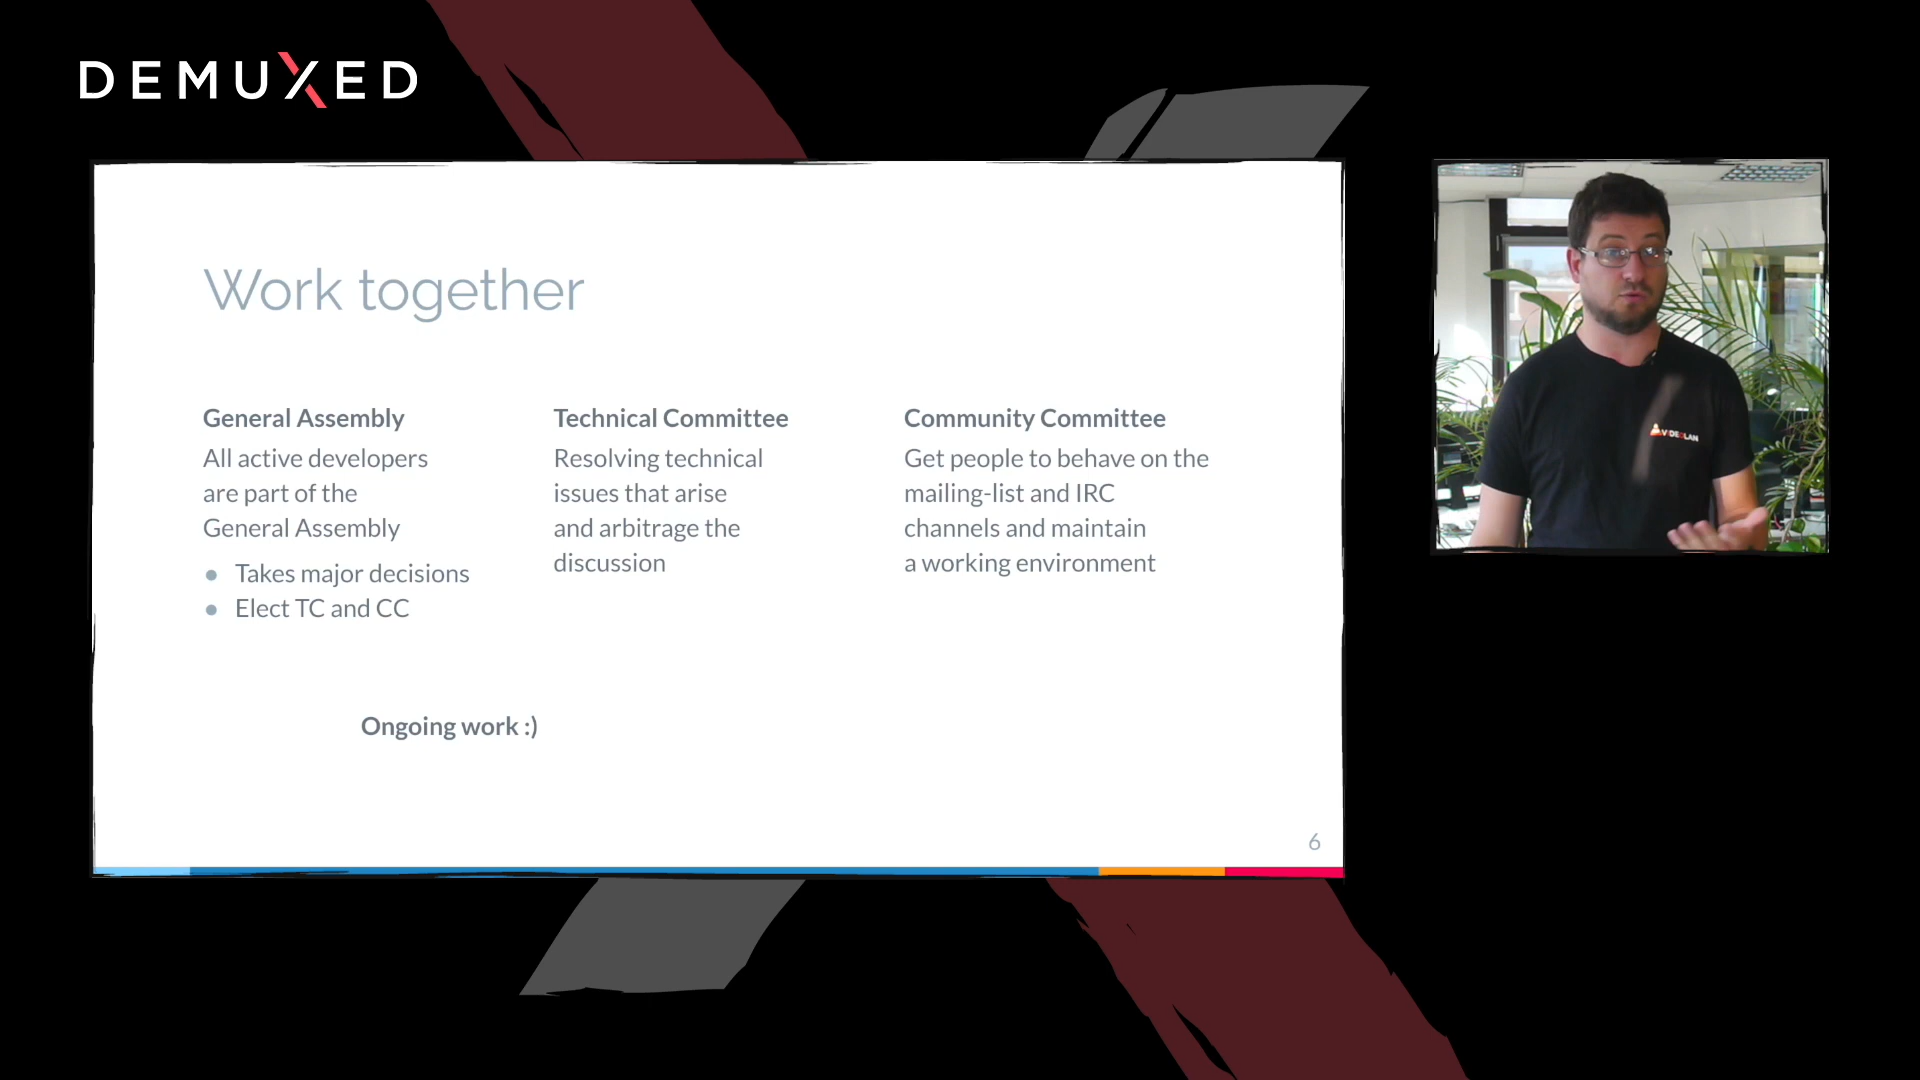 DEMUXED
Work together
General Assembly
All active developers
are part of the
General Assembly
● Takes major decisions
● Elect TC and CC
Technical Committee
Resolving technical
issues that arise
and arbitrage the
discussion
Community Committee
Get people to behave on the
mailing-list and IRC
channels and maintain
a working environment
Ongoing work :)
6
VIDEOLAN